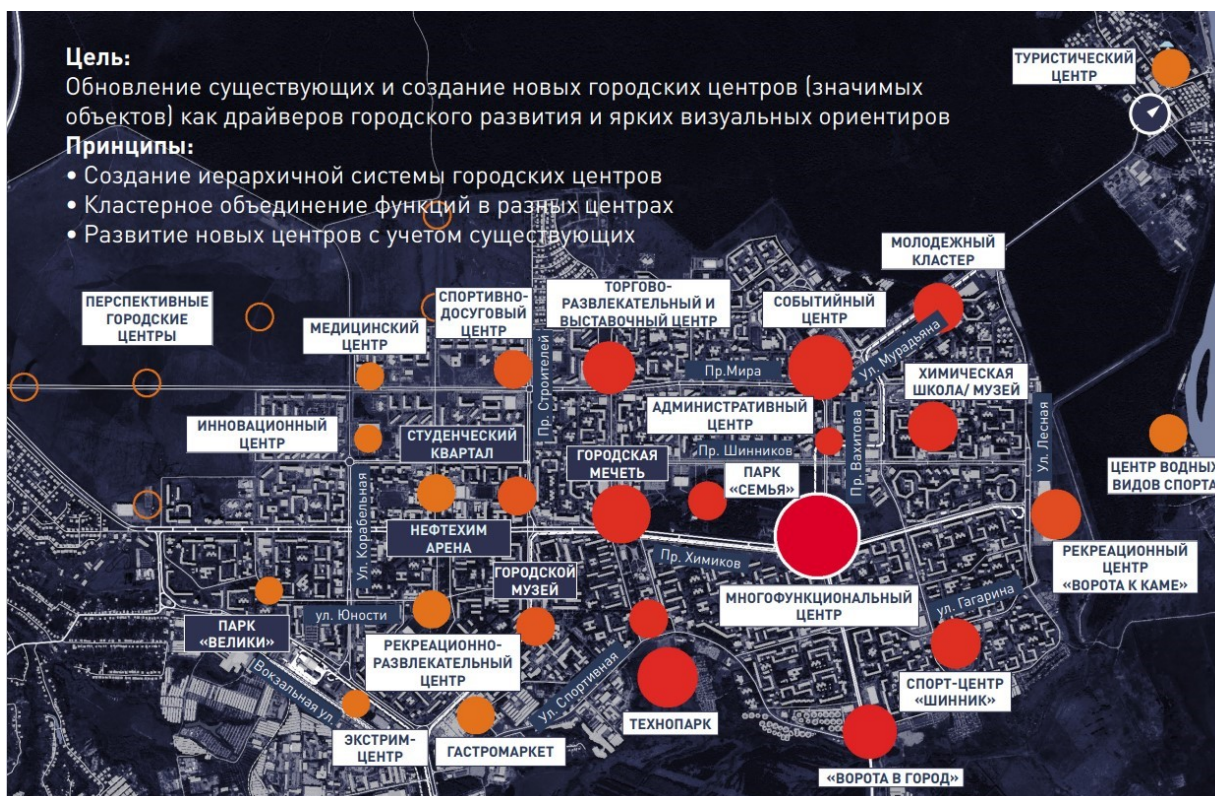 Цель:
Обновление существующих и создание новых городских центров (значимых
объектов) как драйверов городского развития и ярких визуальных ориентиров
Принципы:
• Создание иерархичной системы городских центров
• Кластерное объединение функций в разных центрах
• Развитие новых центров с учетом существующих
ТУРИСТИЧЕСКИЙ
ЦЕНТР
МОЛОДЕЖНЫЙ
КЛАСТЕР
ПЕРСПЕКТИВНЫЕ
ГОРОДСКИЕ
ЦЕНТРЫ
МЕДИЦИНСКИЙ
ЦЕНТР
СПОРТИВНО-
ДОСУГОВЫЙ
ЦЕНТР
ТОРГОВО-
РАЗВЛЕКАТЕЛЬНЫЙ И
ВЫСТАВОЧНЫЙ ЦЕНТР
СОБЫТИЙНЫЙ
ЦЕНТР
Ул. Мурадьяна
Пр.Мира
Пр. Строителей
ХИМИЧЕСКАЯ
ШКОЛА/ МУЗЕЙ
ИННОВАЦИОННЫЙ
ЦЕНТР
СТУДЕНЧЕСКИЙ
КВАРТАЛ
АДМИНИСТРАТИВНЫЙ
ЦЕНТР
Пр. Вахитова
Ул. Лесная
ГОРОДСКАЯ
МЕЧЕТЬ
Пр. Шинников
ПАРК
«СЕМЬЯ»
ЦЕНТР ВОДНЫХ
ВИДОВ СПОРТА
Ул. Корабельная
НЕФТЕХИМ
АРЕНА
Пр. Химиков
РЕКРЕАЦИОННЫЙ
ЦЕНТР
«ВОРОТА К КАМЕ»
ГОРОДСКОЙ
МУЗЕЙ
МНОГОФУНКЦИОНАЛЬНЫЙ
ЦЕНТР
ул. Гагарина
ул. Юности
ПАРК
«ВЕЛИКИ»
РЕКРЕАЦИОННО-
РАЗВЛЕКАТЕЛЬНЫЙ
ЦЕНТР
(Вокзальная ул.
Ул. Спортивная
СПОРТ-ЦЕНТР
«ШИННИК»
ТЕХНОПАРК
ЭКСТРИМ-
ЦЕНТР
ГАСТРОМАРКЕТ
«ВОРОТА В ГОРОД»